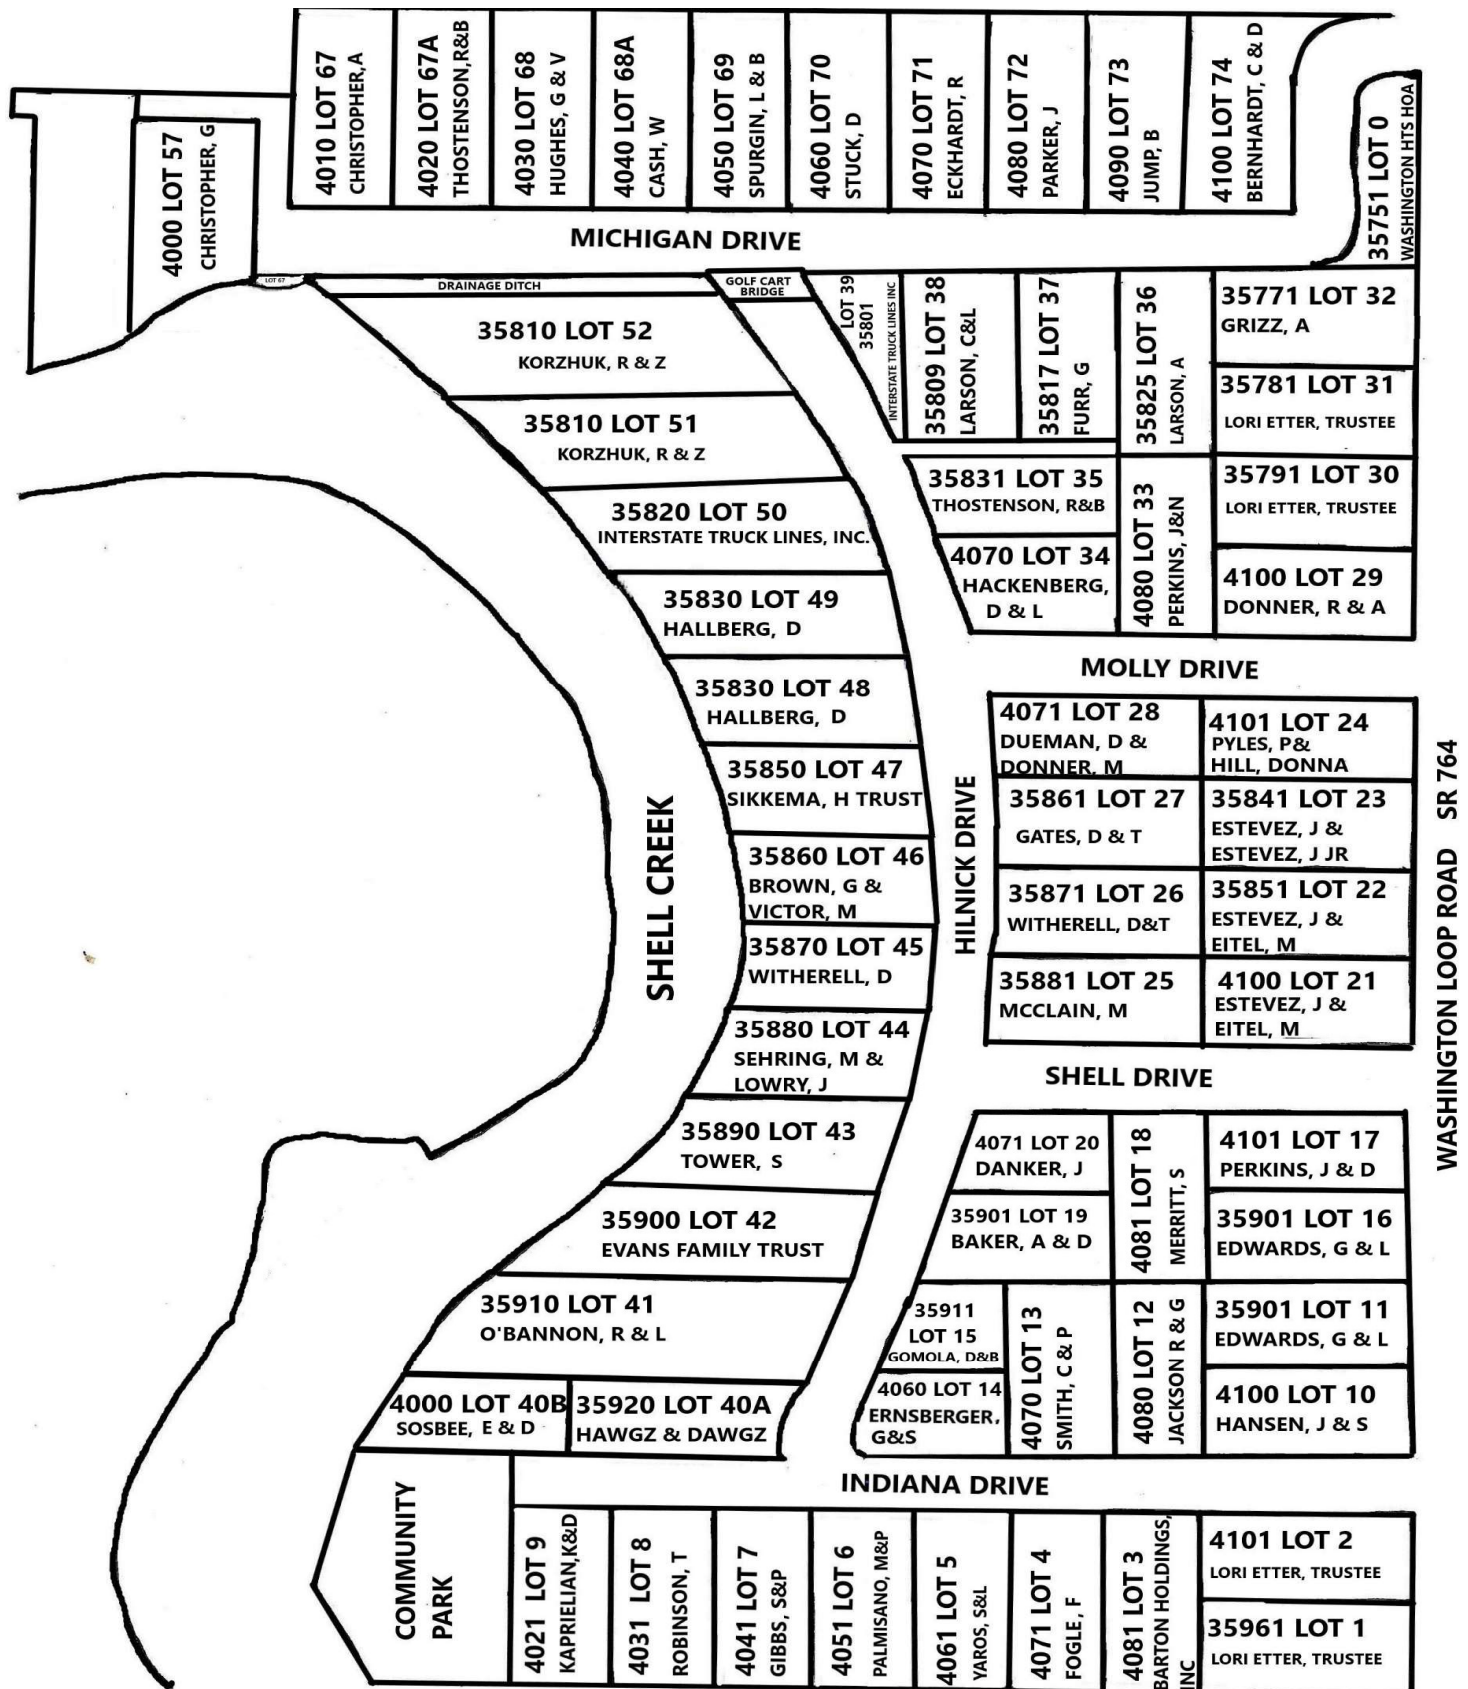 4010 LOT 67
CHRISTOPHER,A
4020 LOT 67A
THOSTENSON,R&B
4030 LOT 68
HUGHES, G & V
4040 LOT 68A
CASH, W
4050 LOT 69
SPURGIN, L & B
4060 LOT 70
STUCK, D
4070 LOT 71
ECKHARDT, R
4080 LOT 72
PARKER, J
4090 LOT 73
JUMP, B
4100 LOT 74
BERNHARDT, C & D
35751 LOT 0
WASHINGTON HTS HOA
4000 LOT 57
CHRISTOPHER, G
MICHIGAN DRIVE
LOT 67
DRAINAGE DITCH
GOLF CART
BRIDGE
35810 LOT 52
KORZHUK, R & Z
35810 LOT 51
KORZHUK, R & Z
35820 LOT 50
INTERSTATE TRUCK LINES, INC.
35830 LOT 49
HALLBERG, D
35830 LOT 48
HALLBERG, D
35850 LOT 47
SIKKEMA, H TRUST
35860 LOT 46
BROWN, G &
VICTOR, M
35870 LOT 45
WITHERELL, D
35880 LOT 44
SEHRING, M &
LOWRY, J
35890 LOT 43
TOWER, S
35900 LOT 42
EVANS FAMILY TRUST
35910 LOT 41
O'BANNON, R & L
4000 LOT 40B
SOSBEE, E & D
35920 LOT 40A
HAWGZ & DAWGZ
SHELL CREEK
HILNICK DRIVE
LOT 39
35801
INTERSTATE TRUCK LINES INC
35809 LOT 38
LARSON, C&L
35817 LOT 37
FURR, G
35825 LOT 36
LARSON, A
35771 LOT 32
GRIZZ, A
35781 LOT 31
LORI ETTER, TRUSTEE
35831 LOT 35
THOSTENSON, R&B
4070 LOT 34
HACKENBERG,
D & L
4080 LOT 33
PERKINS, J&N
35791 LOT 30
LORI ETTER, TRUSTEE
4100 LOT 29
DONNER, R & A
MOLLY DRIVE
4071 LOT 28
DUEMAN, D &
DONNER, M
4101 LOT 24
PYLES, P&
HILL, DONNA
35861 LOT 27
GATES, D & T
35841 LOT 23
ESTEVEZ, J &
ESTEVEZ, J JR
35871 LOT 26
WITHERELL, D&T
35851 LOT 22
ESTEVEZ, J &
EITEL, M
35881 LOT 25
MCCLAIN, M
4100 LOT 21
ESTEVEZ, J &
EITEL, M
WASHINGTON LOOP ROAD SR 764
SHELL DRIVE
4071 LOT 20
DANKER, J
35901 LOT 19
BAKER, A & D
4081 LOT 18
MERRITT, S
4101 LOT 17
PERKINS, J & D
35901 LOT 16
EDWARDS, G & L
35911
LOT 15
GOMOLA, D&B
4060 LOT 14
ERNSBERGER,
G&S
4070 LOT 13
SMITH, C & P
4080 LOT 12
JACKSON R & G
35901 LOT 11
EDWARDS, G & L
4100 LOT 10
HANSEN, J & S
INDIANA DRIVE
COMMUNITY
PARK
4021 LOT 9
KAPRIELIAN,K&D
4031 LOT 8
ROBINSON, T
4041 LOT 7
GIBBS, S&P
4051 LOT 6
PALMISANO, M&P
4061 LOT 5
YAROS, S&L
4071 LOT 4
FOGLE, F
4081 LOT 3
BARTON HOLDINGS,
INC
4101 LOT 2
LORI ETTER, TRUSTEE
35961 LOT 1
LORI ETTER, TRUSTEE